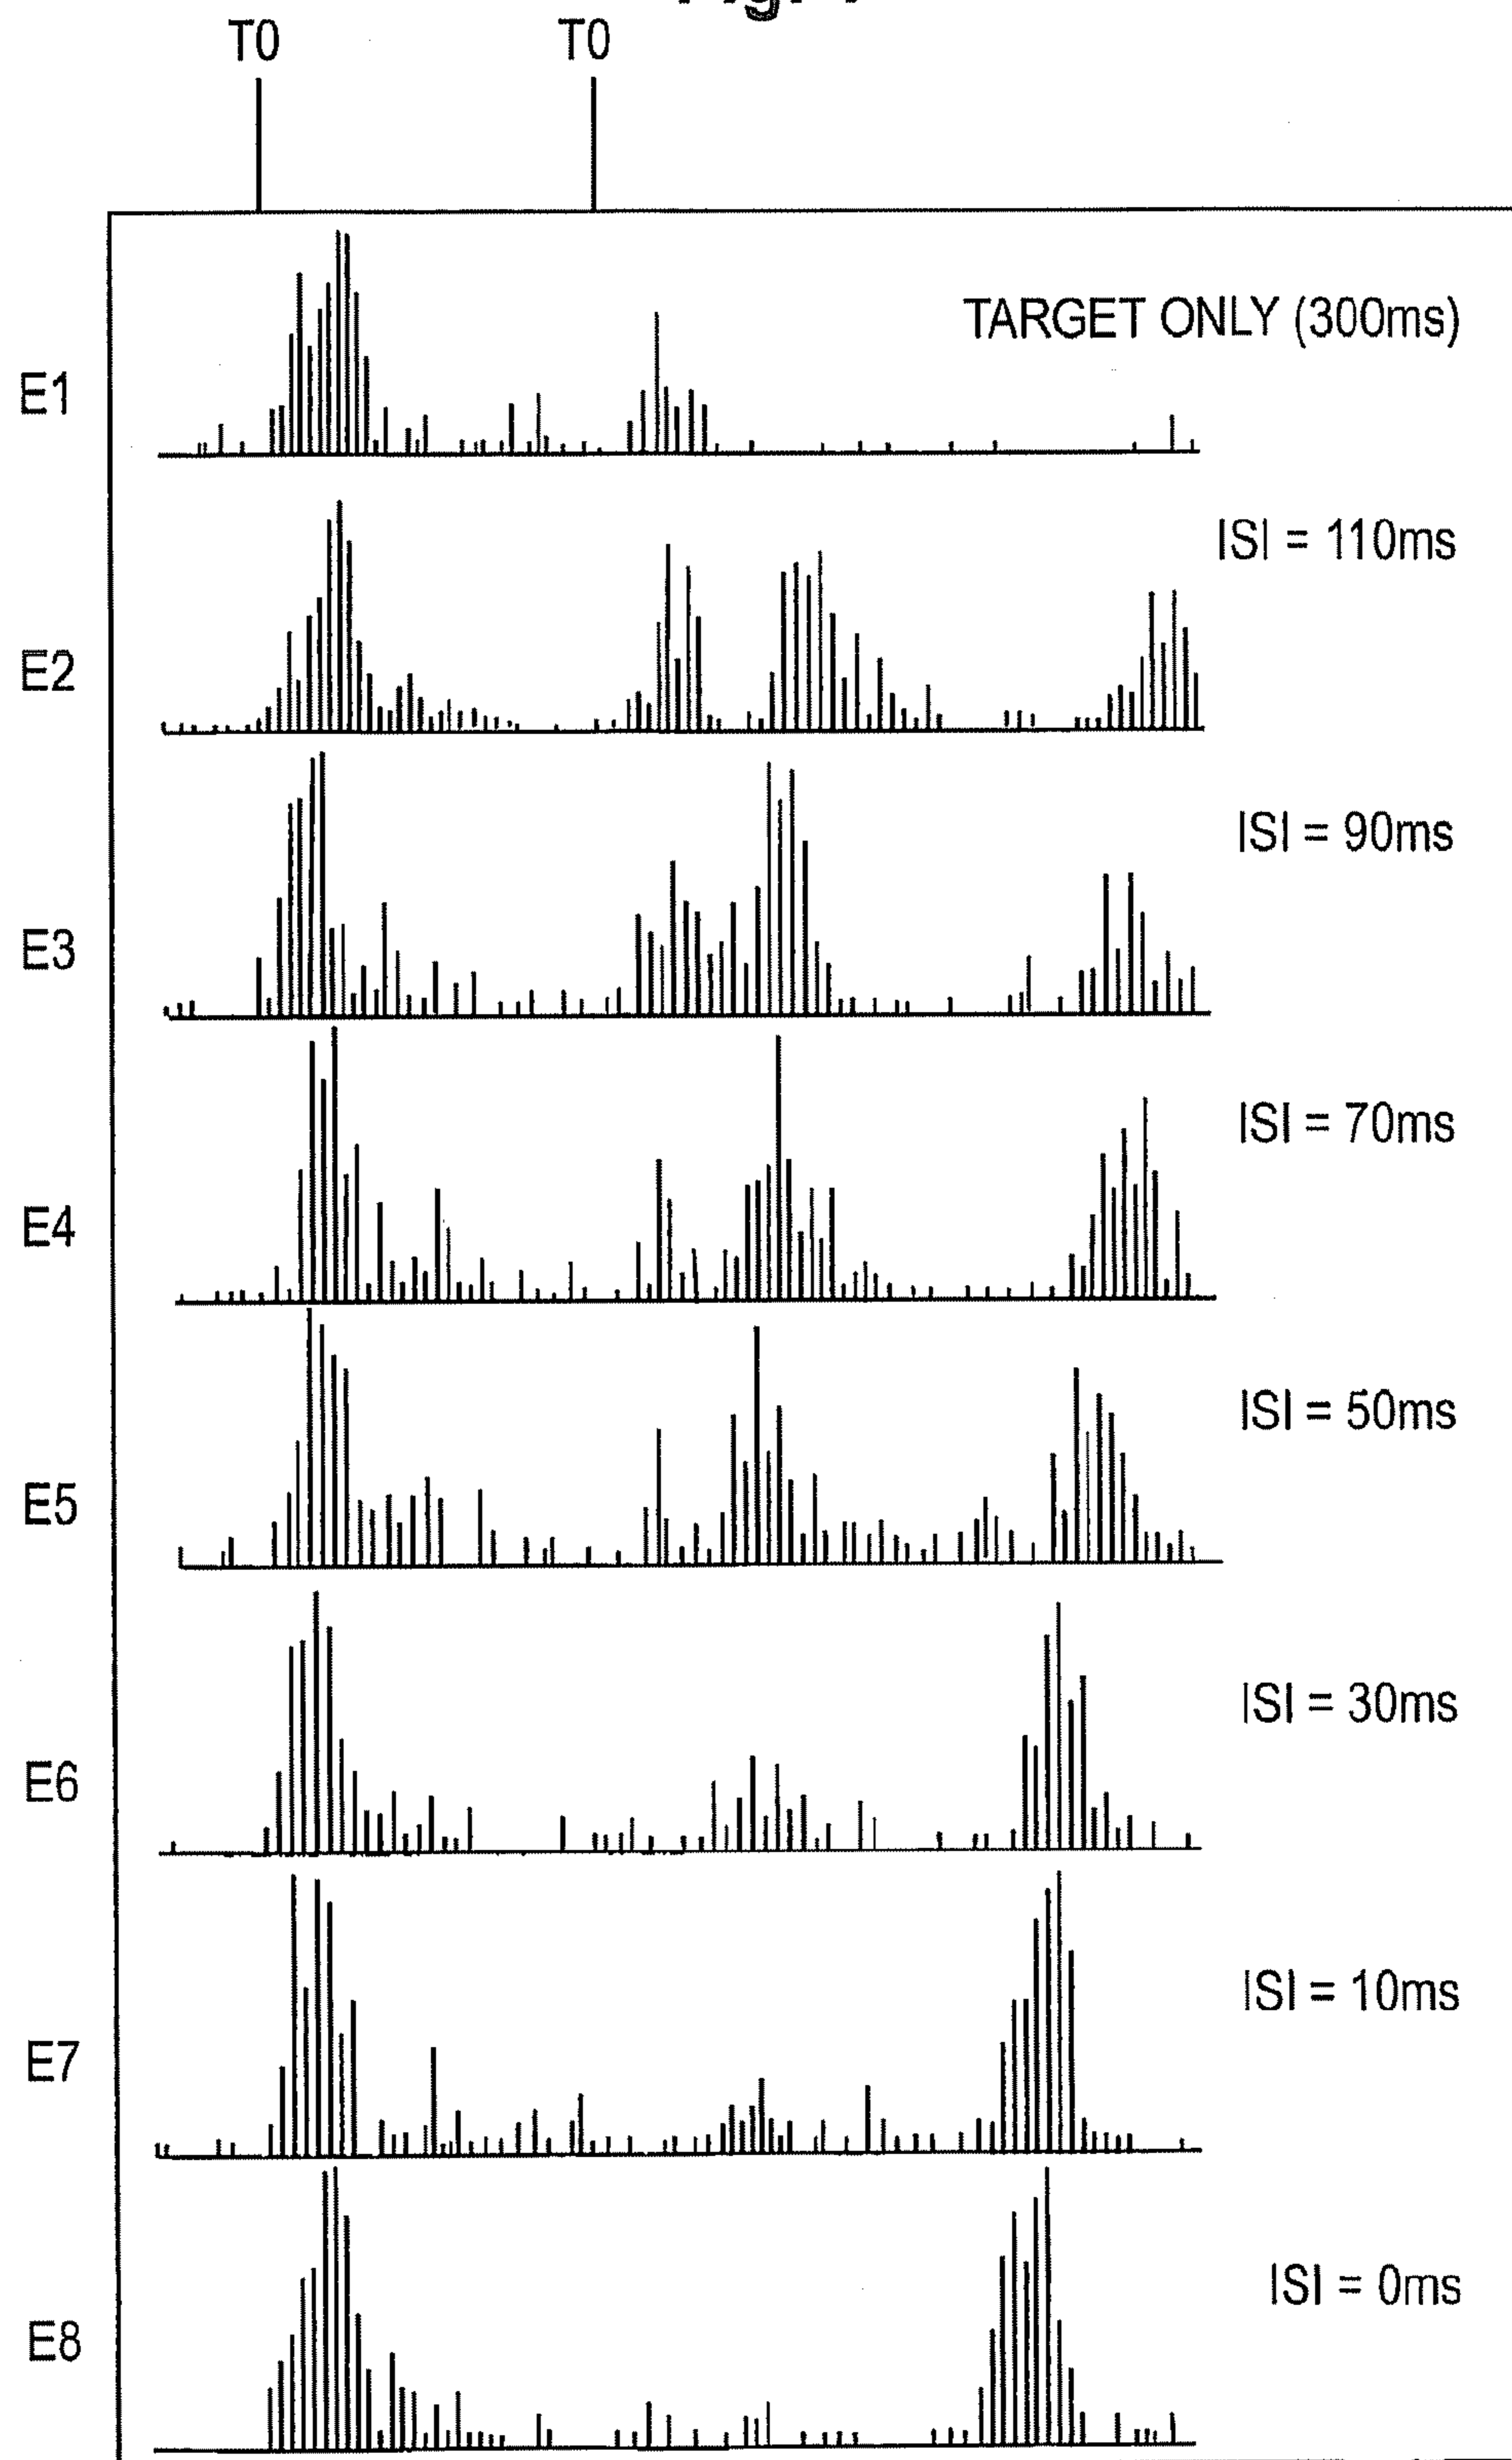 T0 T0
E1 TARGET ONLY (300ms)
E2 ISI = 110ms
E3 ISI = 90ms
E4 ISI = 70ms
E5 ISI = 50ms
E6 ISI = 30ms
E7 ISI = 10ms
E8 ISI = 0ms